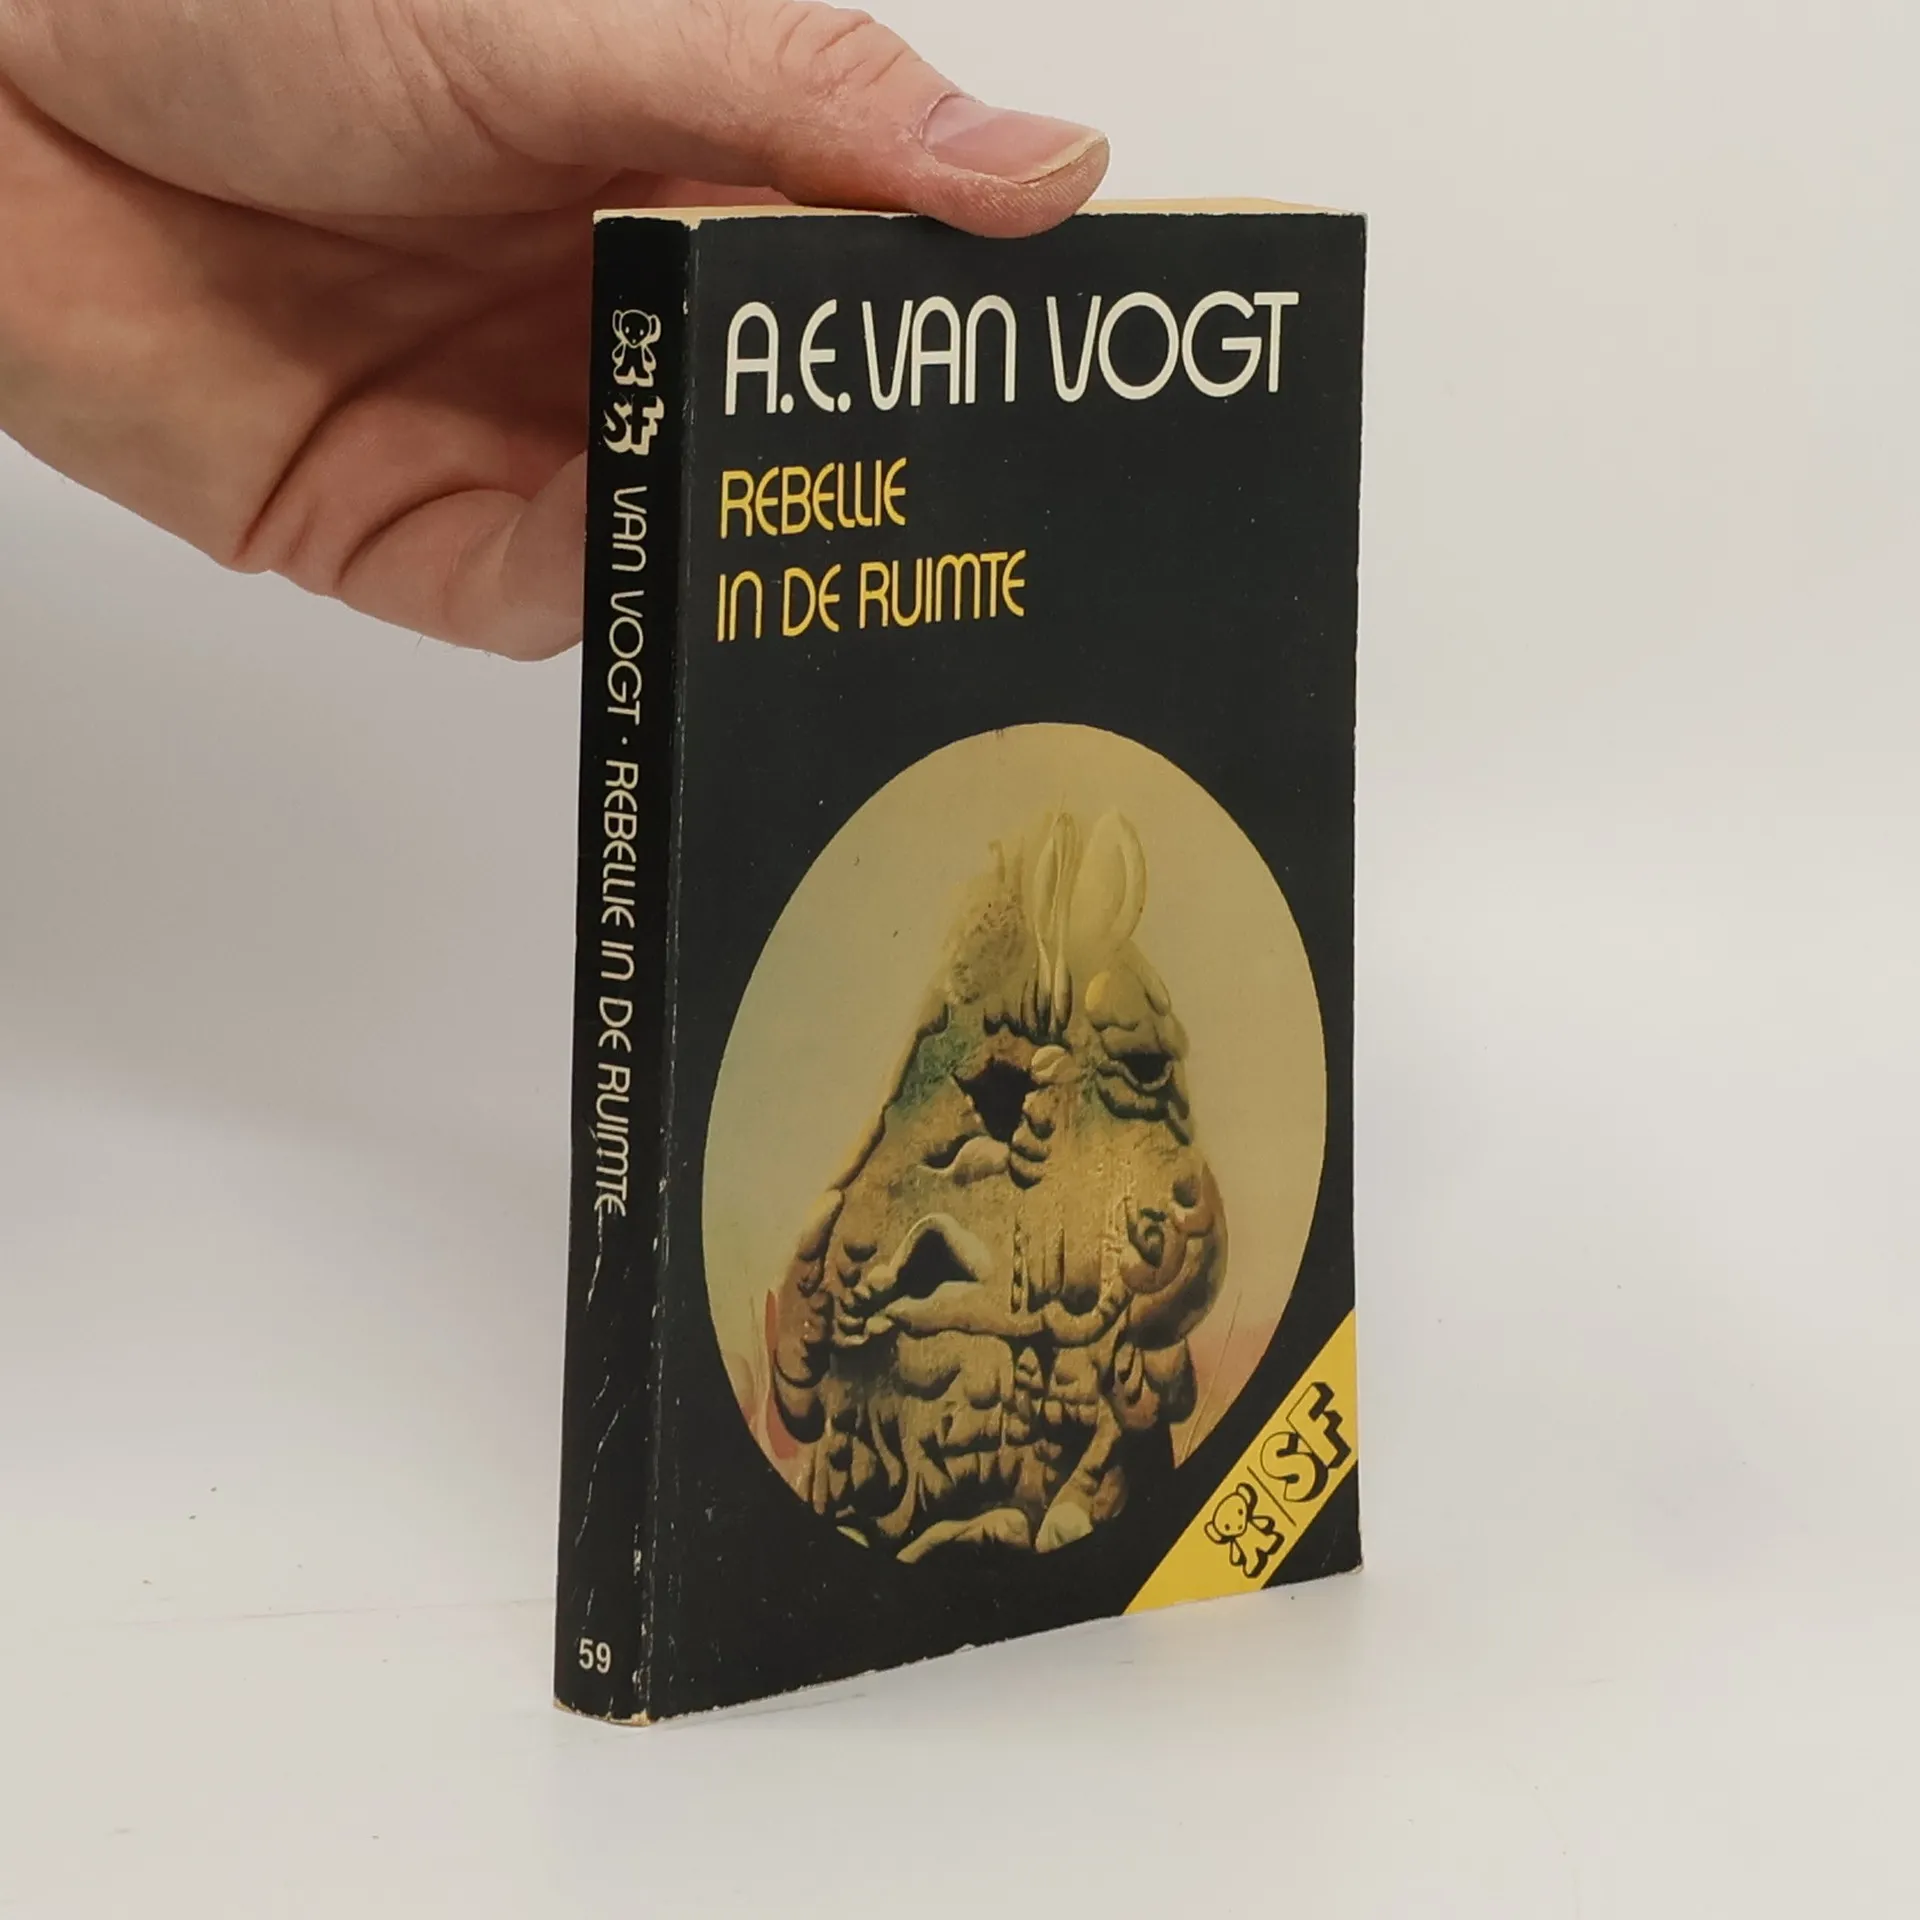 A.E. VAN VOGT
REBELLIE
IN DE RUIMTE
SF
SF VAN VOGT · REBELLIE IN DE RUIMTE
59